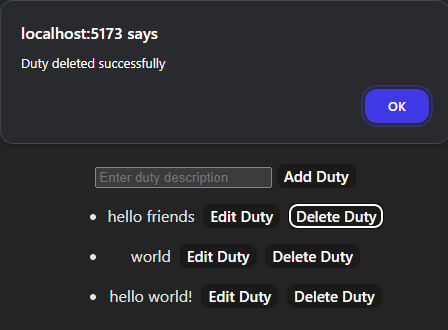 localhost:5173 says
Duty deleted successfully
OK
Enter duty description Add Duty
hello friends Edit Duty Delete Duty
world Edit Duty Delete Duty
hello world! Edit Duty Delete Duty